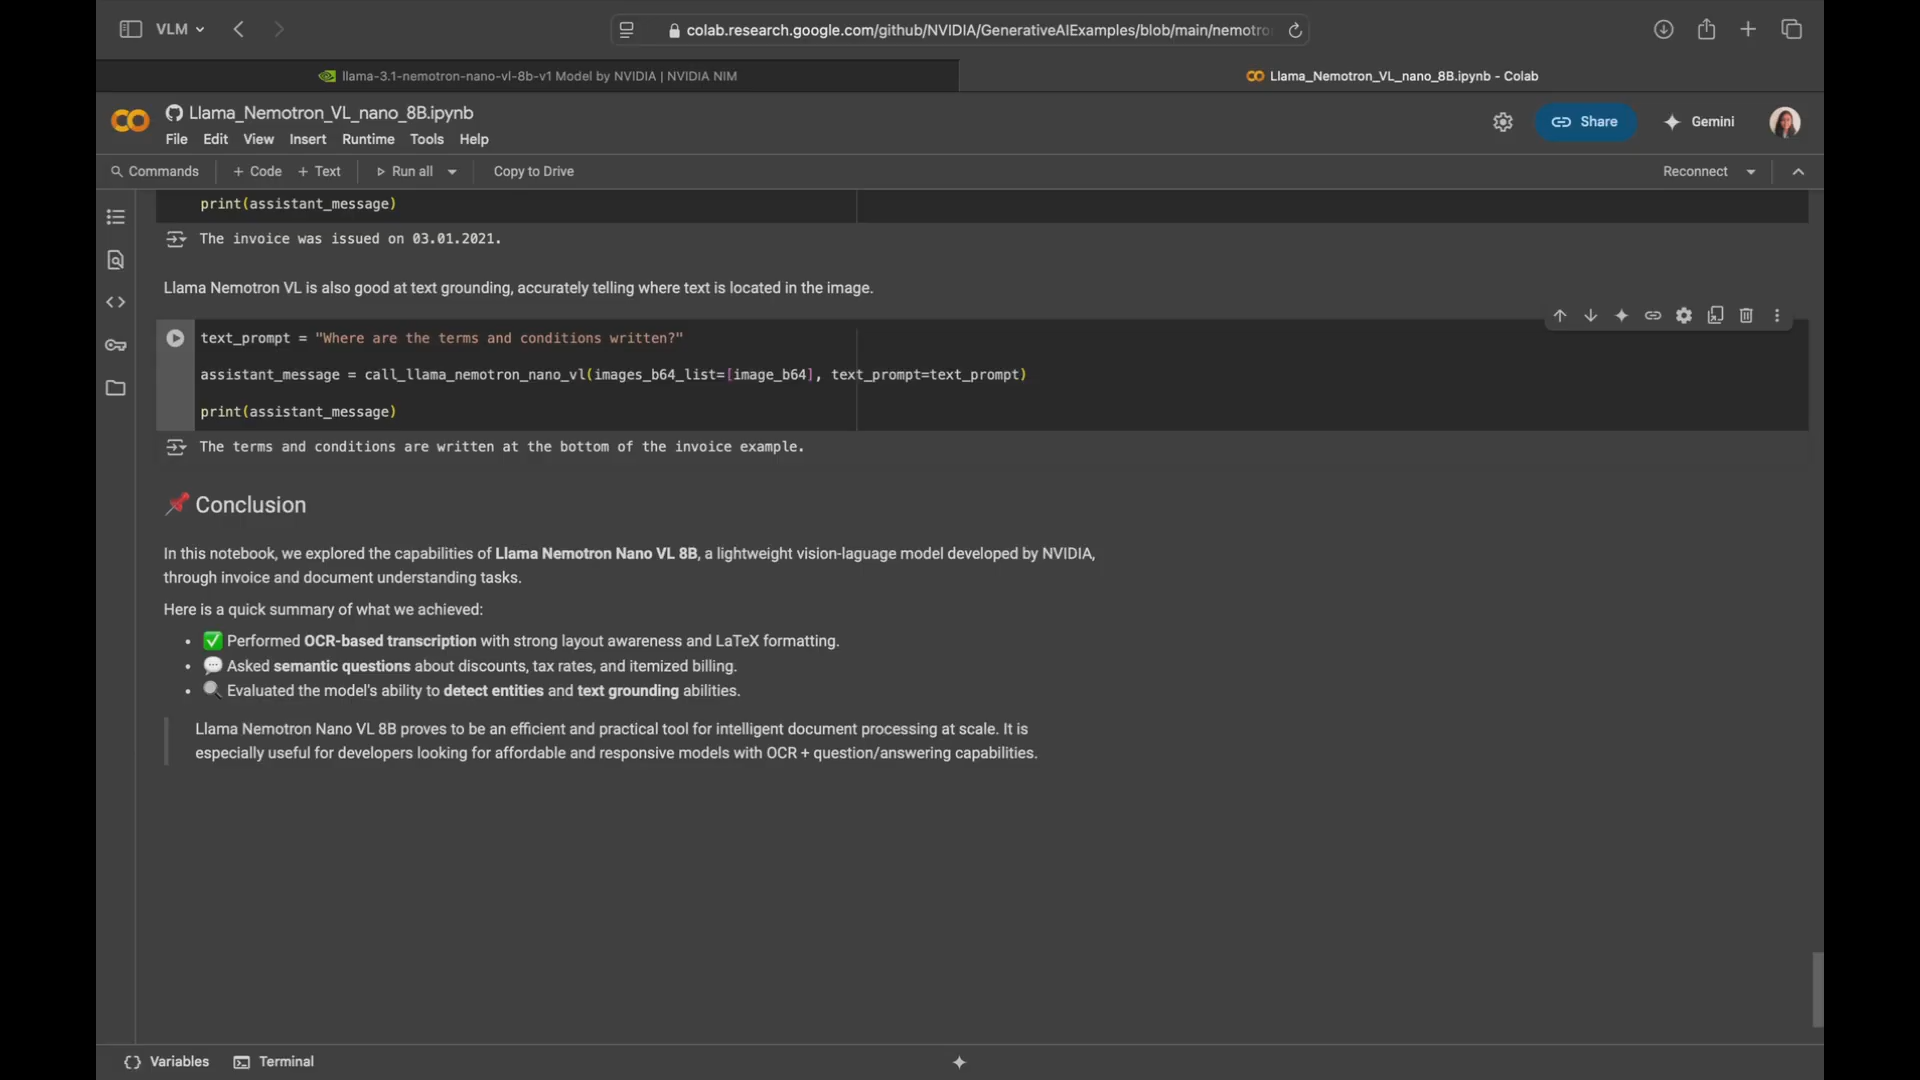 VLM
colab.research.google.com/github/NVIDIA/GenerativeAIExamples/blob/main/nemotro
llama-3.1-nemotron-nano-vl-8b-v1 Model by NVIDIA | NVIDIA NIM
Llama_Nemotron_VL_nano_8B.ipynb - Colab
Llama_Nemotron_VL_nano_8B.ipynb
File Edit View Insert Runtime Tools Help
Share
Gemini
Commands + Code + Text Run all Copy to Drive
Reconnect
print(assistant_message)
The invoice was issued on 03.01.2021.
Llama Nemotron VL is also good at text grounding, accurately telling where text is located in the image.
text_prompt = "Where are the terms and conditions written?"
assistant_message = call_llama_nemotron_nano_vl(images_b64_list=[image_b64], text_prompt=text_prompt)
print(assistant_message)
The terms and conditions are written at the bottom of the invoice example.
Conclusion
In this notebook, we explored the capabilities of Llama Nemotron Nano VL 8B, a lightweight vision-laguage model developed by NVIDIA,
through invoice and document understanding tasks.
Here is a quick summary of what we achieved:
• ✅ Performed OCR-based transcription with strong layout awareness and LaTeX formatting.
• 💬 Asked semantic questions about discounts, tax rates, and itemized billing.
• 🔍 Evaluated the model's ability to detect entities and text grounding abilities.
Llama Nemotron Nano VL 8B proves to be an efficient and practical tool for intelligent document processing at scale. It is
especially useful for developers looking for affordable and responsive models with OCR + question/answering capabilities.
{} Variables
Terminal